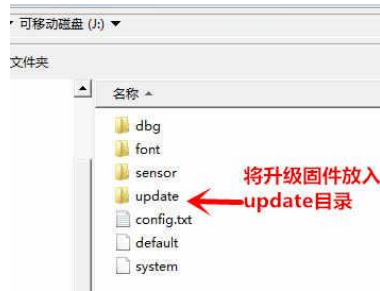 可移动磁盘 (J:)
文件夹
名称
dbg
font
sensor
update
config.txt
default
system
将升级固件放入
update目录